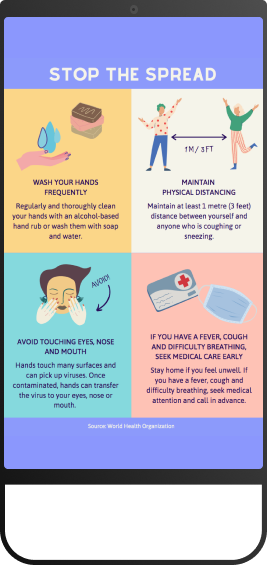 STOP THE SPREAD
WASH YOUR HANDS
FREQUENTLY
Regularly and thoroughly clean
your hands with an alcohol-based
hand rub or wash them with soap
and water.
1M/ 3FT
MAINTAIN
PHYSICAL DISTANCING
Maintain at least 1 metre (3 feet)
distance between yourself and
anyone who is coughing or
sneezing.
AVOID!
AVOID TOUCHING EYES, NOSE
AND MOUTH
Hands touch many surfaces and
can pick up viruses. Once
contaminated, hands can transfer
the virus to your eyes, nose or
mouth.
IF YOU HAVE A FEVER, COUGH
AND DIFFICULTY BREATHING,
SEEK MEDICAL CARE EARLY
Stay home if you feel unwell. If
you have a fever, cough and
difficulty breathing, seek medical
attention and call in advance.
Source: World Health Organization